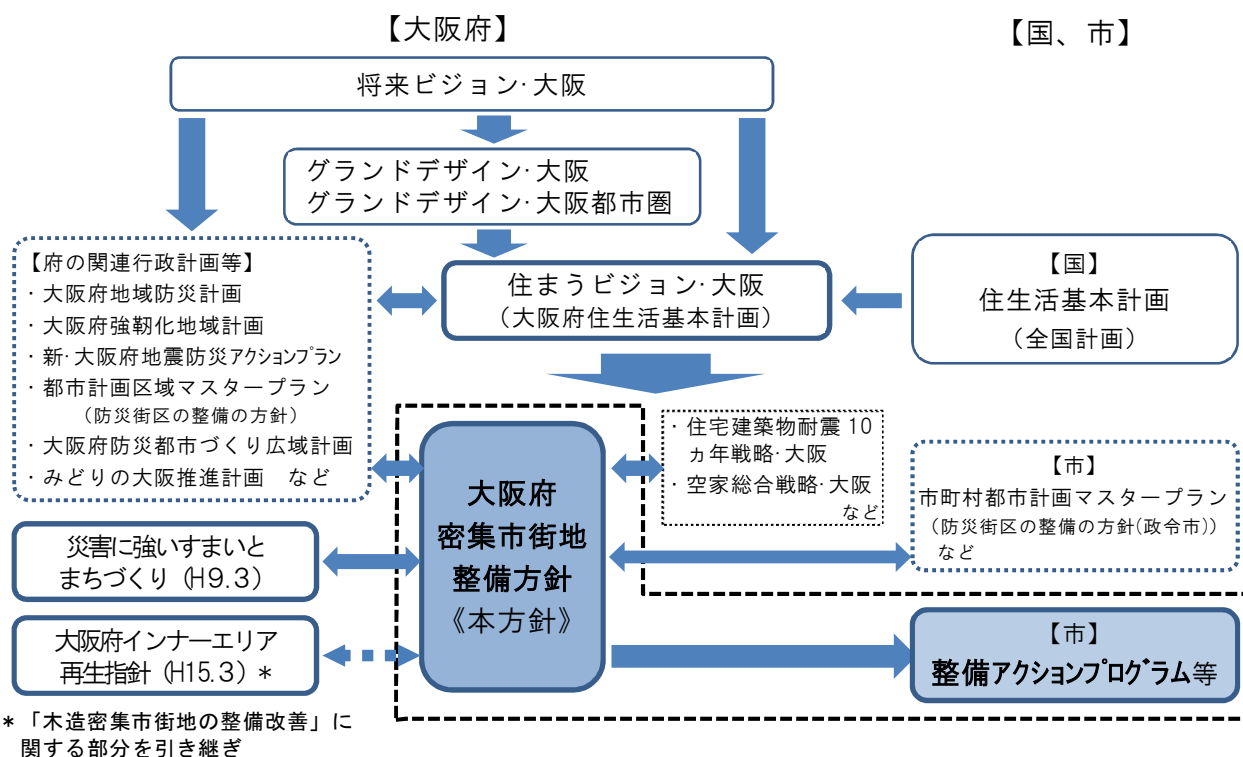 【大阪府】
【国、市】
将来ビジョン･大阪
グランドデザイン･大阪
グランドデザイン･大阪都市圏
【府の関連行政計画等】
･大阪府地域防災計画
･大阪府強靭化地域計画
･新･大阪府地震防災アクションプラン
･都市計画区域マスタープラン
（防災街区の整備の方針）
･大阪府防災都市づくり広域計画
･みどりの大阪推進計画　など
住まうビジョン･大阪
（大阪府住生活基本計画）
【国】
住生活基本計画
（全国計画）
･住宅建築物耐震 10
ヵ年戦略･大阪
･空家総合戦略･大阪
など
【市】
市町村都市計画マスタープラン
（防災街区の整備の方針(政令市)）
など
大阪府
密集市街地
整備方針
《本方針》
災害に強いすまいと
まちづくり（H9.3）
大阪府インナーエリア
再生指針（H15.3）＊
【市】
整備アクションプログラム等
＊「木造密集市街地の整備改善」に
関する部分を引き継ぎ